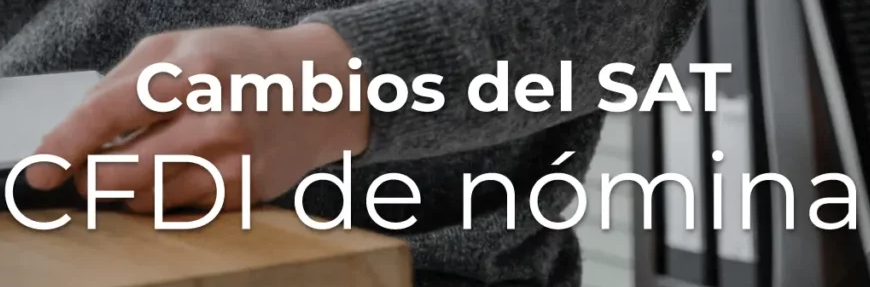 Cambios del SAT
CFDI de nómina